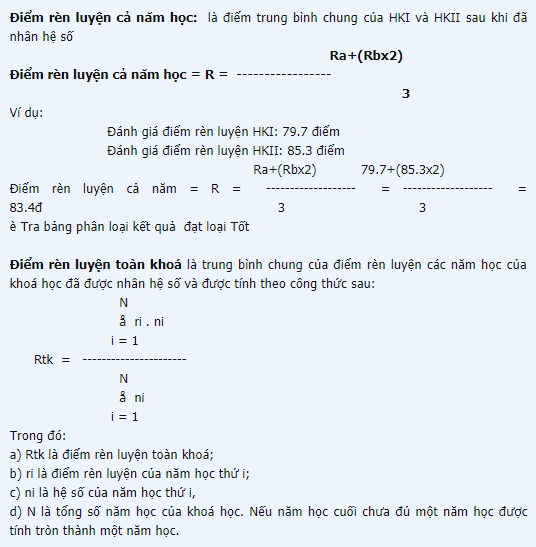 Điểm rèn luyện cả năm học: là điểm trung bình chung của HKI và HKII sau khi đã
nhân hệ số
Ra+(Rbx2)
Điểm rèn luyện cả năm học = R = -----------------
3
Ví dụ:
Đánh giá điểm rèn luyện HKI: 79.7 điểm
Đánh giá điểm rèn luyện HKII: 85.3 điểm
Ra+(Rbx2) 79.7+(85.3x2)
Điểm rèn luyện cả năm = R = ------------------- = ------------------- =
83.4đ 3 3
è Tra bảng phân loại kết quả đạt loại Tốt
Điểm rèn luyện toàn khoá là trung bình chung của điểm rèn luyện các năm học của
khoá học đã được nhân hệ số và được tính theo công thức sau:
N
å ri . ni
i = 1
Rtk = ----------------------
N
å ni
i = 1
Trong đó:
a) Rtk là điểm rèn luyện toàn khoá;
b) ri là điểm rèn luyện của năm học thứ i;
c) ni là hệ số của năm học thứ i,
d) N là tổng số năm học của khoá học. Nếu năm học cuối chưa đủ một năm học được
tính tròn thành một năm học.